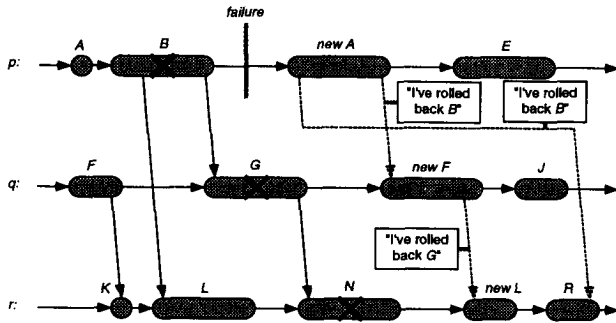 failure
p: A B new A E
"I've rolled
back B"
"I've rolled
back B"
q: F G new F J
"I've rolled
back G"
r: K L N new L R